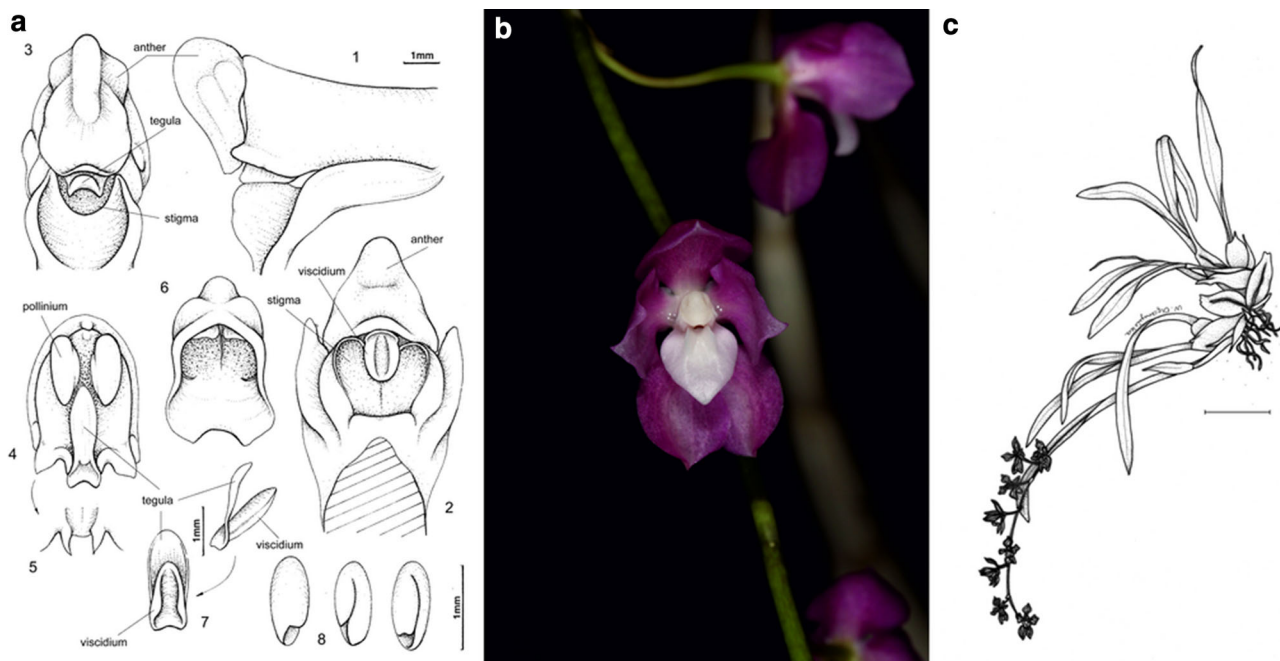 a
b
c
3
anther
1
1mm
tegula
stigma
anther
viscidium
6
stigma
pollinium
4
2
tegula
1mm
viscidium
5
7
8
1mm
viscidium